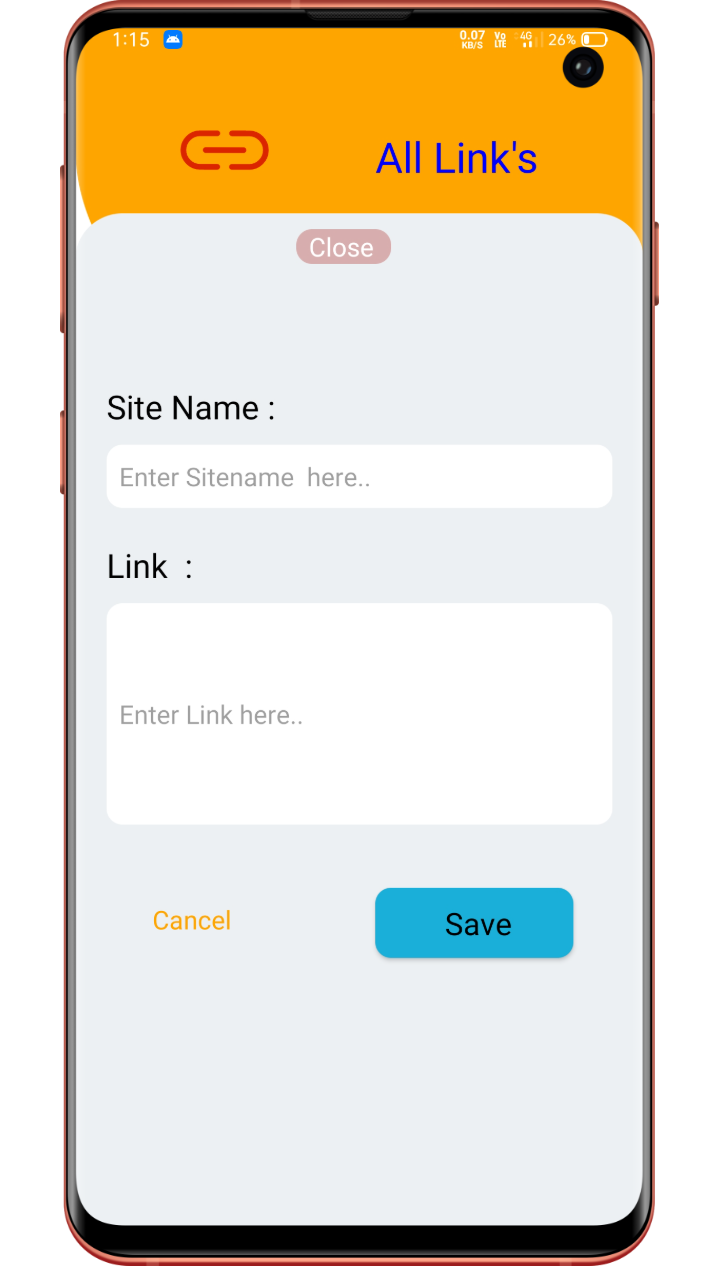 1:15 0.07 KB/S Vo LTE 4G 26%
All Link's
Close
Site Name :
Enter Sitename  here..
Link  :
Enter Link here..
Cancel Save